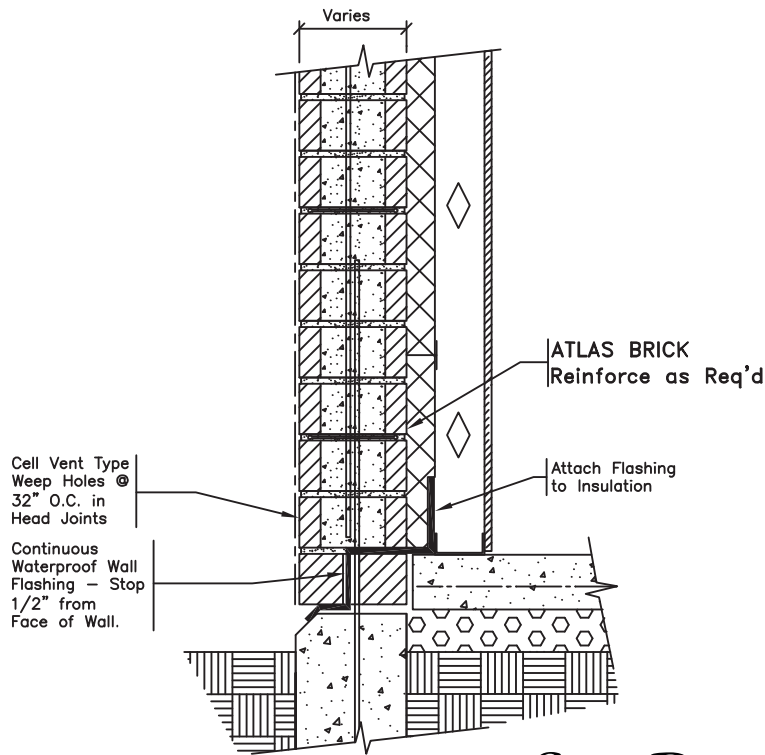 Varies
ATLAS BRICK
Reinforce as Req'd
Cell Vent Type
Weep Holes @
32" O.C. in
Head Joints
Attach Flashing
to Insulation
Continuous
Waterproof Wall
Flashing – Stop
1/2" from
Face of Wall.